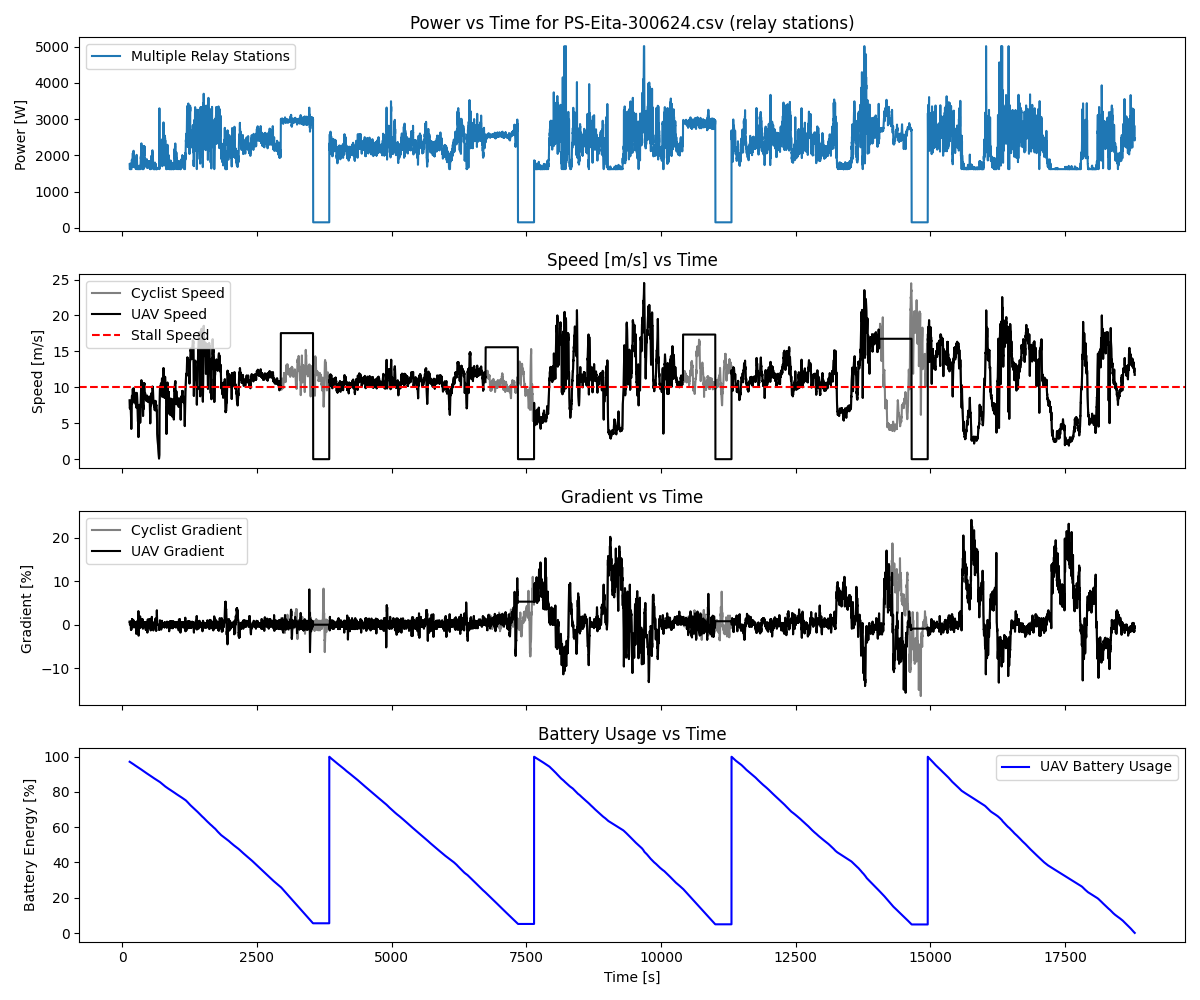 Power vs Time for PS-Eita-300624.csv (relay stations)
Multiple Relay Stations
Power [W]
5000
4000
3000
2000
1000
0
Speed [m/s] vs Time
Cyclist Speed
UAV Speed
Stall Speed
Speed [m/s]
25
20
15
10
5
0
Gradient vs Time
Cyclist Gradient
UAV Gradient
Gradient [%]
20
10
0
−10
Battery Usage vs Time
UAV Battery Usage
Battery Energy [%]
100
80
60
40
20
0
0 2500 5000 7500 10000 12500 15000 17500
Time [s]